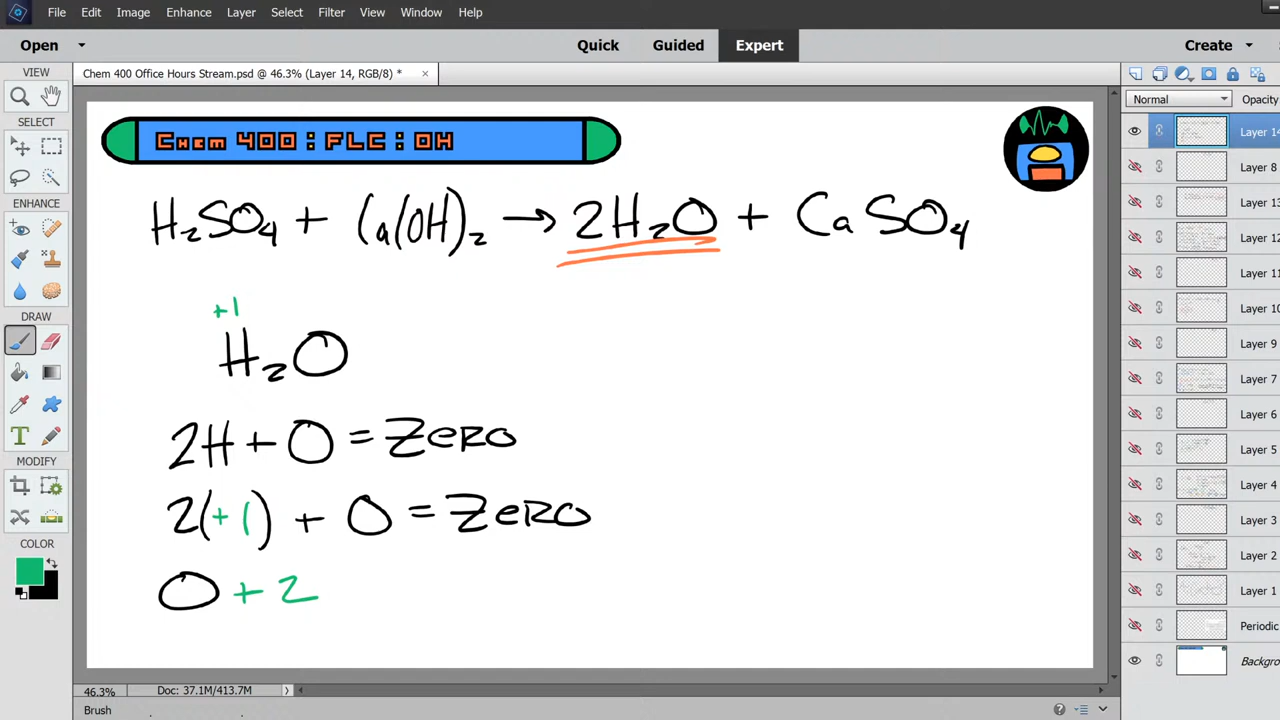 File Edit Image Enhance Layer Select Filter View Window Help
Open Quick Guided Expert Create
Chem 400 Office Hours Stream.psd @ 46.3% (Layer 14, RGB/8) * ×
VIEW
SELECT
ENHANCE
DRAW
MODIFY
COLOR
Chem 400 : FLC : OH
H₂SO₄ + Ca(OH)₂ → 2H₂O + CaSO₄
+1
H₂O
2H + O = Zero
2(+1) + O = Zero
O + 2
Normal Opacity
Layer 14
Layer 8
Layer 13
Layer 12
Layer 11
Layer 10
Layer 9
Layer 7
Layer 6
Layer 5
Layer 4
Layer 3
Layer 2
Layer 1
Periodic
Backgro
46.3% Doc: 37.1M/413.7M
Brush